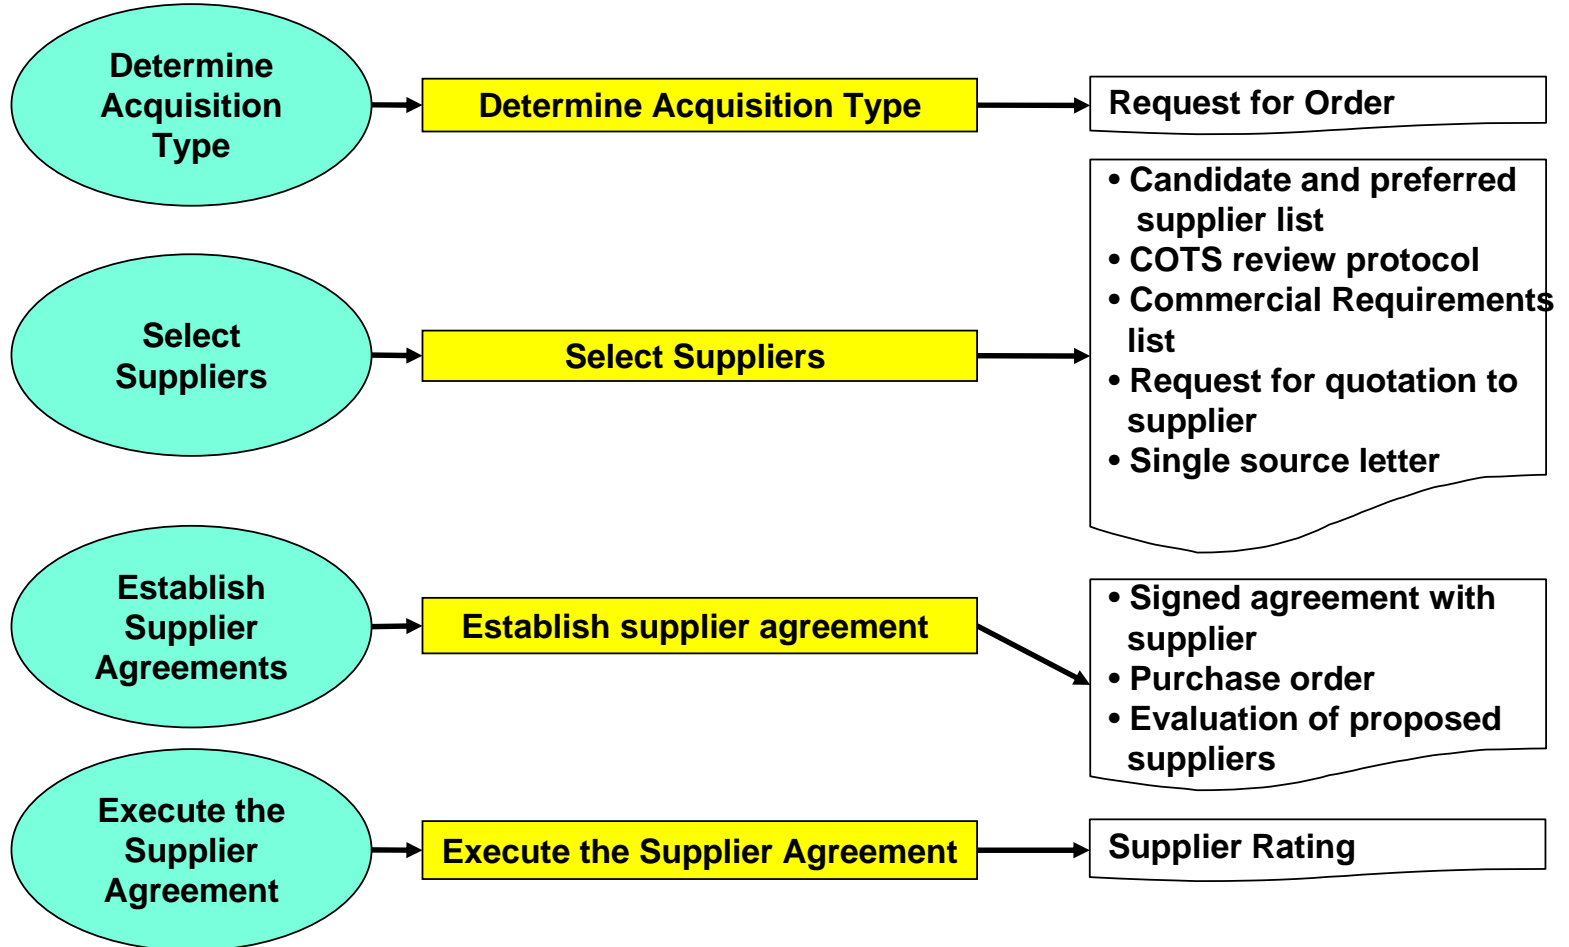 Determine
Acquisition
Type
Determine Acquisition Type
Request for Order
Select
Suppliers
Select Suppliers
• Candidate and preferred
supplier list
• COTS review protocol
• Commercial Requirements
list
• Request for quotation to
supplier
• Single source letter
Establish
Supplier
Agreements
Establish supplier agreement
• Signed agreement with
supplier
• Purchase order
• Evaluation of proposed
suppliers
Execute the
Supplier
Agreement
Execute the Supplier Agreement
Supplier Rating